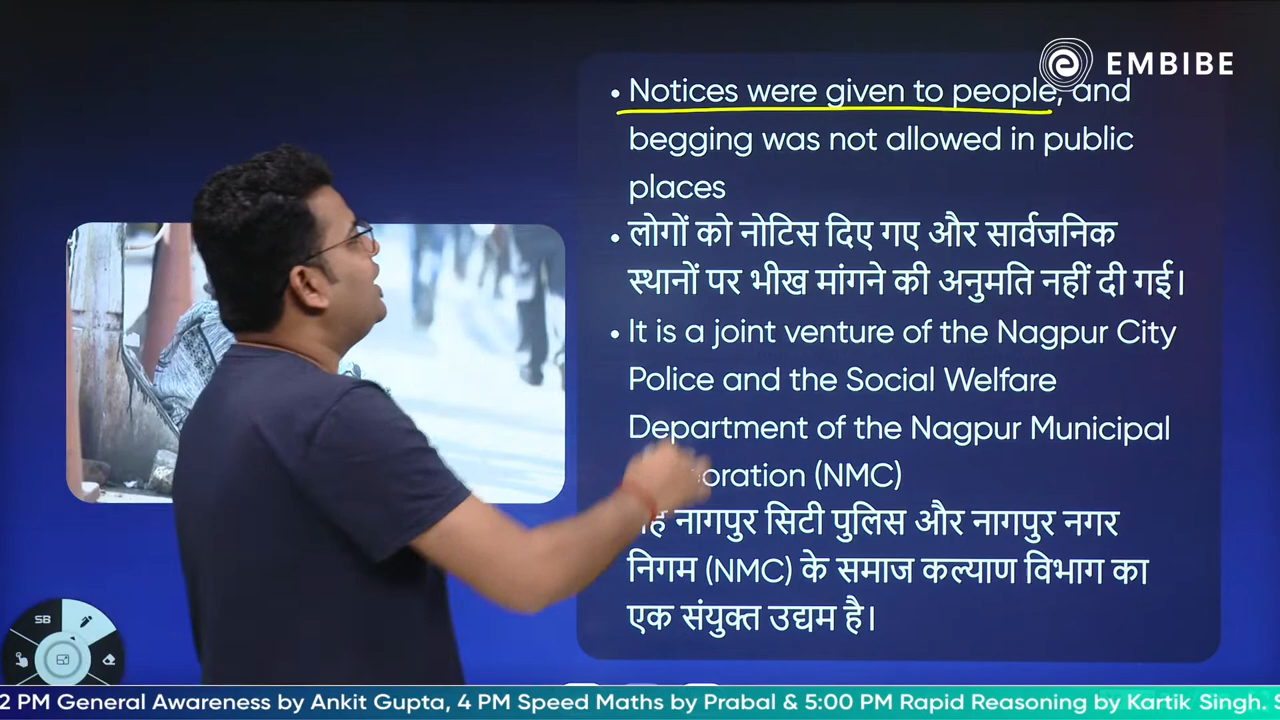 EMBIBE
Notices were given to people, and
begging was not allowed in public
places
लोगों को नोटिस दिए गए और सार्वजनिक
स्थानों पर भीख मांगने की अनुमति नहीं दी गई।
It is a joint venture of the Nagpur City
Police and the Social Welfare
Department of the Nagpur Municipal
(NMC)
नागपुर सिटी पुलिस और नागपुर नगर
निगम (NMC) के समाज कल्याण विभाग का
एक संयुक्त उद्यम है।
SB
2 PM General Awareness by Ankit Gupta, 4 PM Speed Maths by Prabal & 5:00 PM Rapid Reasoning by Kartik Singh.